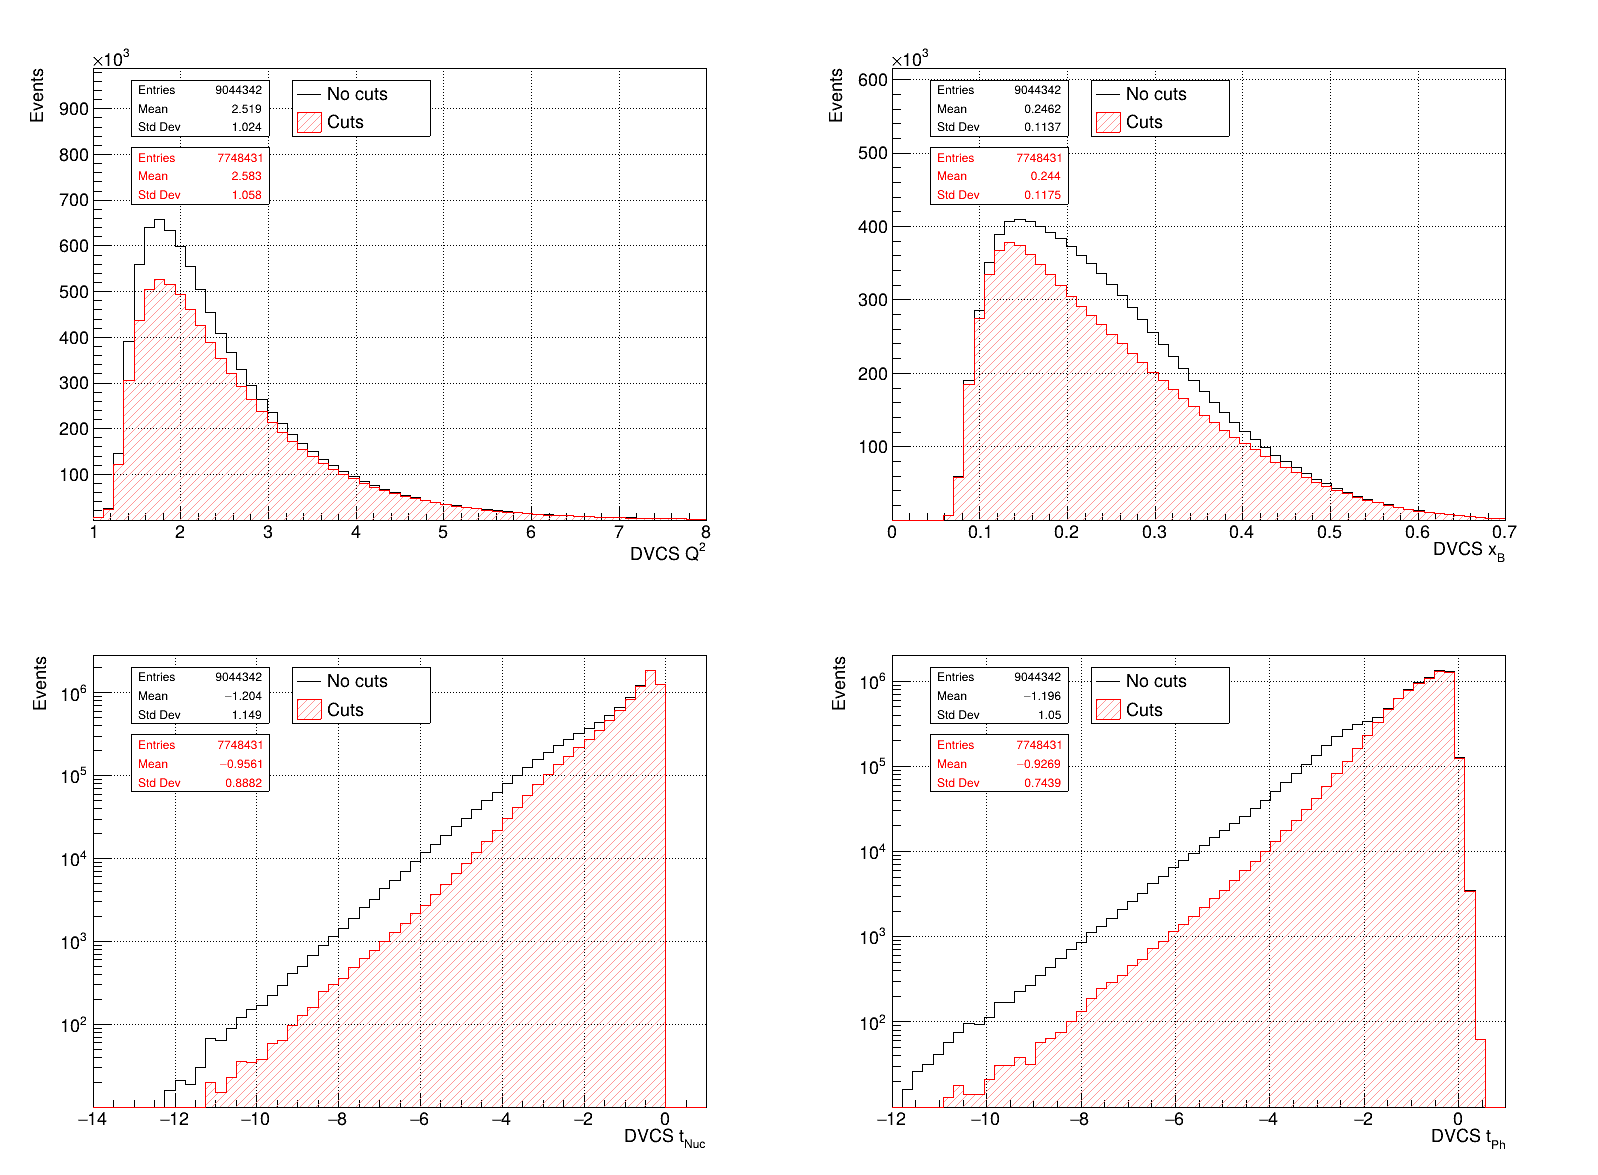 ×10³
Events
Entries 9044342
Mean 2.519
Std Dev 1.024
Entries 7748431
Mean 2.583
Std Dev 1.058
No cuts
Cuts
900
800
700
600
500
400
300
200
100
1 2 3 4 5 6 7 8
DVCS Q²
×10³
Events
Entries 9044342
Mean 0.2462
Std Dev 0.1137
Entries 7748431
Mean 0.244
Std Dev 0.1175
No cuts
Cuts
600
500
400
300
200
100
0 0.1 0.2 0.3 0.4 0.5 0.6 0.7
DVCS x_B
Events
Entries 9044342
Mean −1.204
Std Dev 1.149
Entries 7748431
Mean −0.9561
Std Dev 0.8882
No cuts
Cuts
10⁶
10⁵
10⁴
10³
10²
−14 −12 −10 −8 −6 −4 −2 0
DVCS t_Nuc
Events
Entries 9044342
Mean −1.196
Std Dev 1.05
Entries 7748431
Mean −0.9269
Std Dev 0.7439
No cuts
Cuts
10⁶
10⁵
10⁴
10³
10²
−12 −10 −8 −6 −4 −2 0
DVCS t_Ph